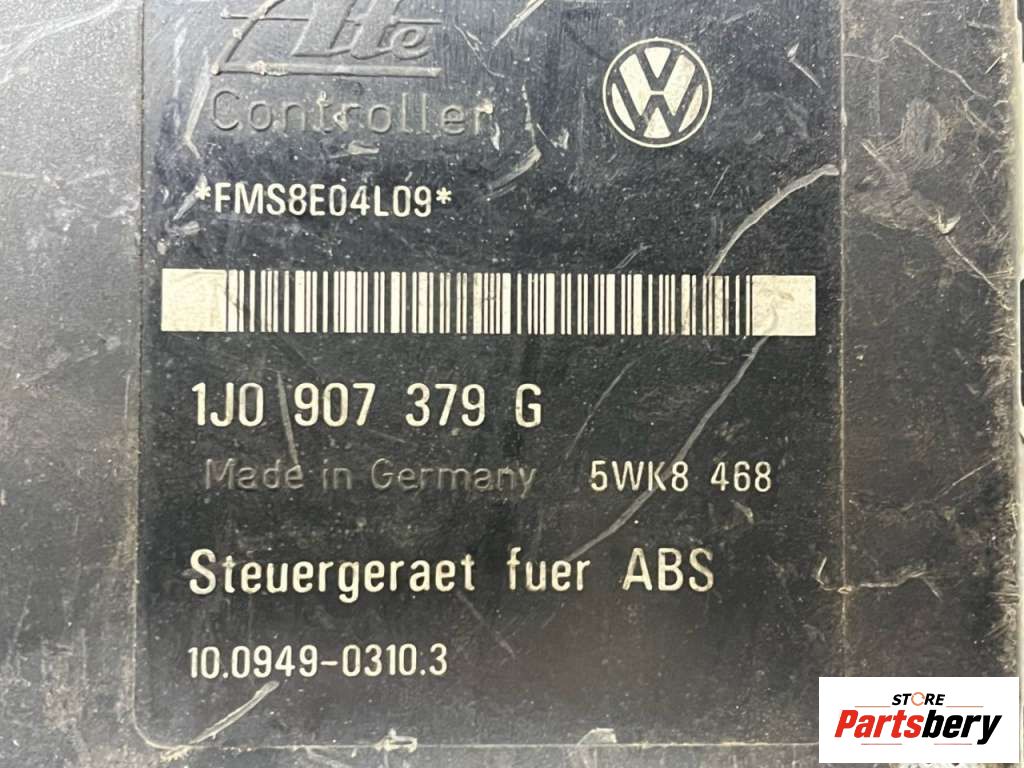 Ate
Controller
*FMS8E04L09*
1J0 907 379 G
Made in Germany 5WK8 468
Steuergeraet fuer ABS
10.0949-0310.3
STORE
Partsbery